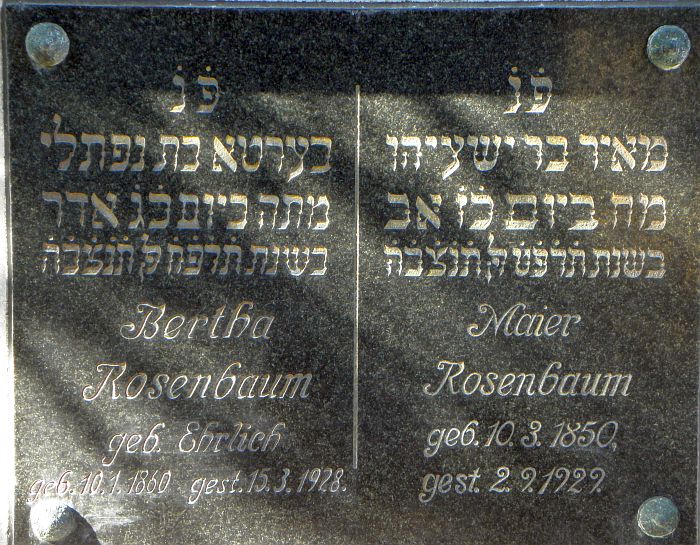 פ נ
בערטא בת נפתלי
מתה ביום כג אדר
בשנת תרפח ל תנצבה
Bertha
Rosenbaum
geb. Ehrlich
geb. 10. 1. 1860 gest. 15. 3. 1928.
פ נ
מאיר בר ישעיהו
מת ביום כז אב
בשנת תרפט ל תנצבה
Maier
Rosenbaum
geb. 10. 3. 1850,
gest. 2. 9. 1929.